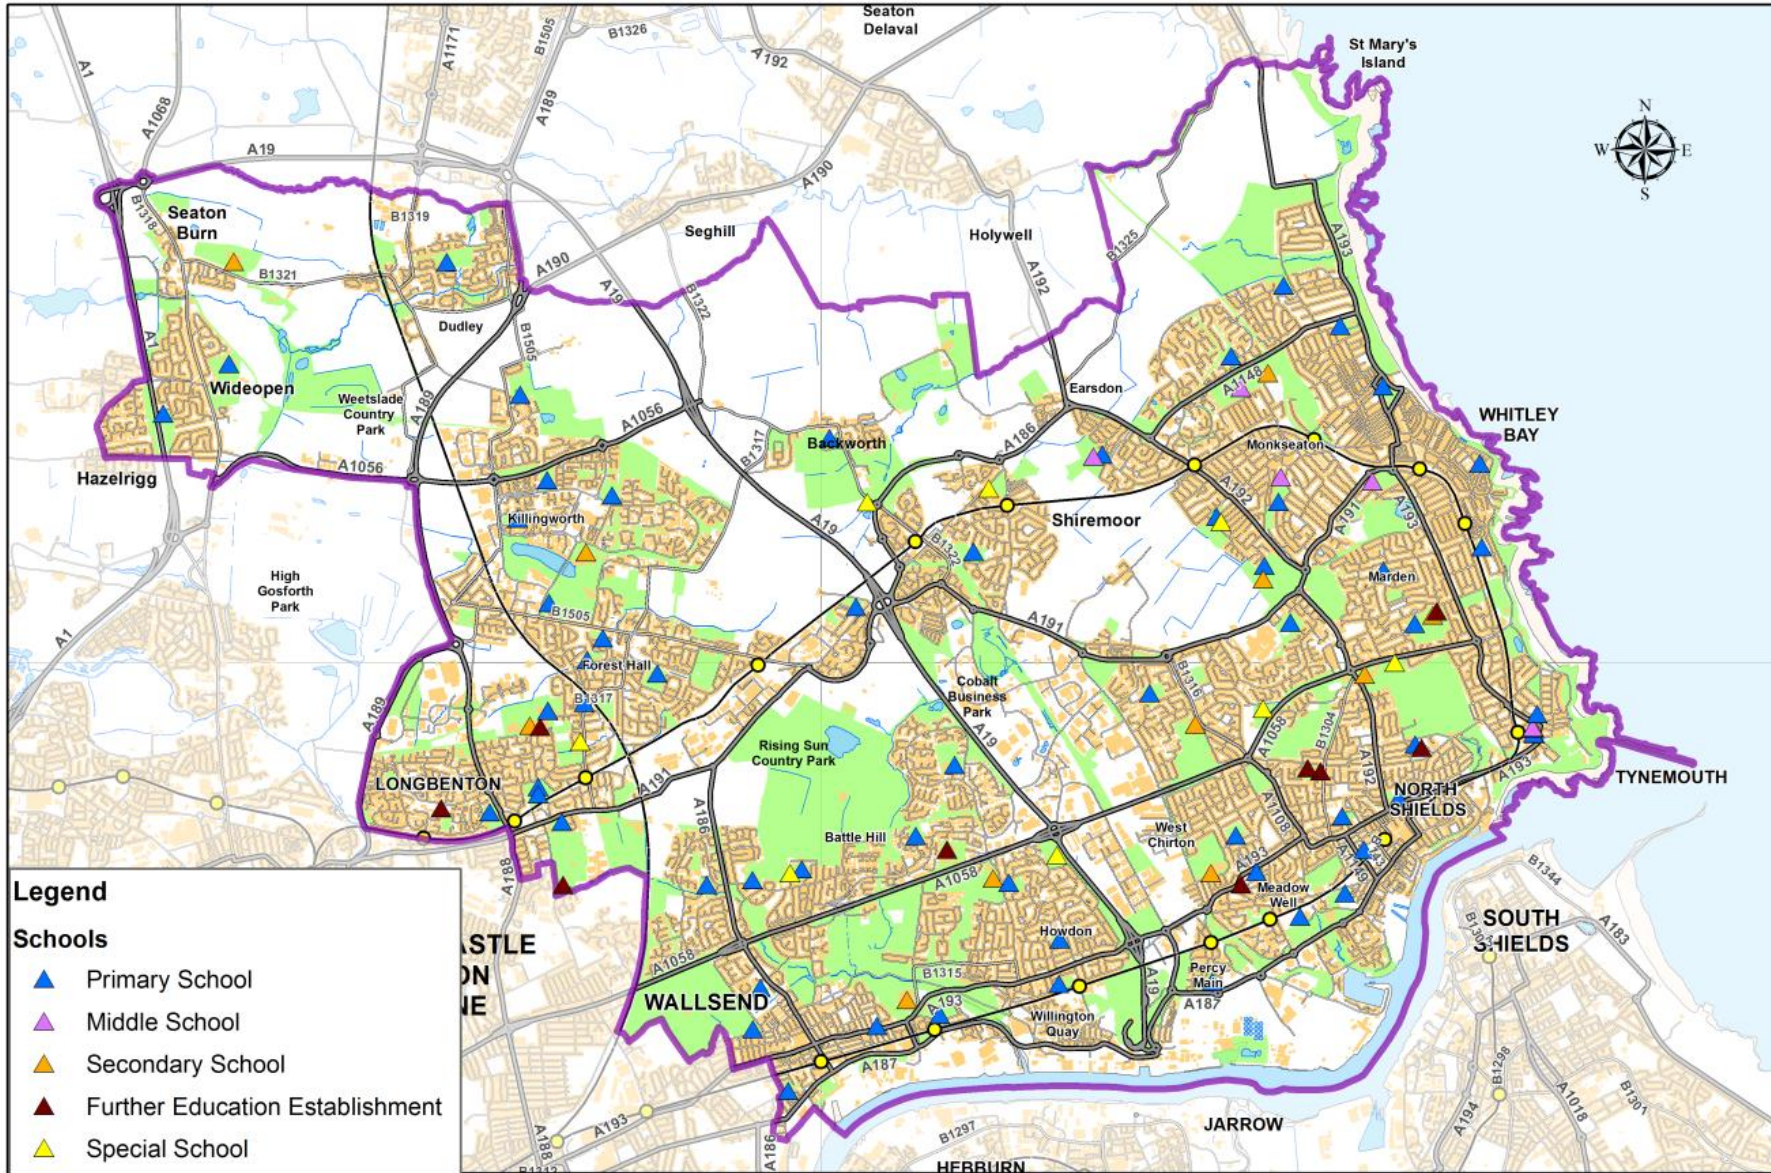 Seaton
Delaval
St Mary's
Island
A1
A1068
A1171
B1505
B1326
A192
A189
N
W
E
S
A19
A190
Seaton
Burn
B1318
B1319
B1321
A190
A19
Seghill
Holywell
B1325
A193
A192
B1322
Dudley
B1505
A1
Wideopen
Weetslade
Country
Park
A189
A1056
Earsdon
A1148
WHITLEY
BAY
Hazelrigg
A1056
B1317
Backworth
A186
Monkseaton
Killingworth
A19
Shiremoor
A192
A191
A193
B1322
High
Gosforth
Park
Marden
B1505
A191
A1
Forest Hall
B1317
Cobalt
Business
Park
B1316
A189
Rising Sun
Country Park
A19
A1058
B1304
A192
A193
TYNEMOUTH
LONGBENTON
A191
NORTH
SHIELDS
A186
Battle Hill
West
Chirton
A1108
A193
A1149
A188
A1058
Meadow
Well
B1344
Legend
Schools
Primary School
Middle School
Secondary School
Further Education Establishment
Special School
ASTLE
ON
NE
A1058
Howdon
SOUTH
SHIELDS
A183
B1315
A19
Percy
Main
A187
WALLSEND
A193
Willington
Quay
A187
B1298
A1018
B1301
A194
A193
A188
A186
B1297
JARROW
HEBBURN